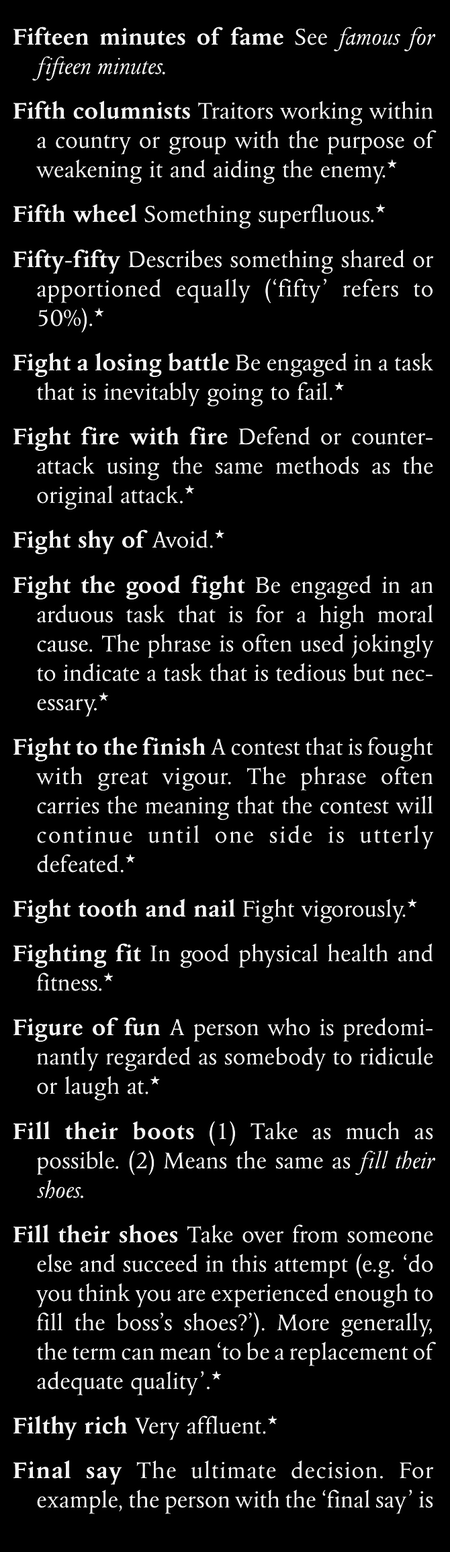 Fifteen minutes of fame See famous for
fifteen minutes.
Fifth columnists Traitors working within
a country or group with the purpose of
weakening it and aiding the enemy.★
Fifth wheel Something superfluous.★
Fifty-fifty Describes something shared or
apportioned equally (‘fifty’ refers to
50%).★
Fight a losing battle Be engaged in a task
that is inevitably going to fail.★
Fight fire with fire Defend or counter-
attack using the same methods as the
original attack.★
Fight shy of Avoid.★
Fight the good fight Be engaged in an
arduous task that is for a high moral
cause. The phrase is often used jokingly
to indicate a task that is tedious but nec-
essary.★
Fight to the finish A contest that is fought
with great vigour. The phrase often
carries the meaning that the contest will
continue until one side is utterly
defeated.★
Fight tooth and nail Fight vigorously.★
Fighting fit In good physical health and
fitness.★
Figure of fun A person who is predomi-
nantly regarded as somebody to ridicule
or laugh at.★
Fill their boots (1) Take as much as
possible. (2) Means the same as fill their
shoes.
Fill their shoes Take over from someone
else and succeed in this attempt (e.g. ‘do
you think you are experienced enough to
fill the boss’s shoes?’). More generally,
the term can mean ‘to be a replacement of
adequate quality’.★
Filthy rich Very affluent.★
Final say The ultimate decision. For
example, the person with the ‘final say’ is